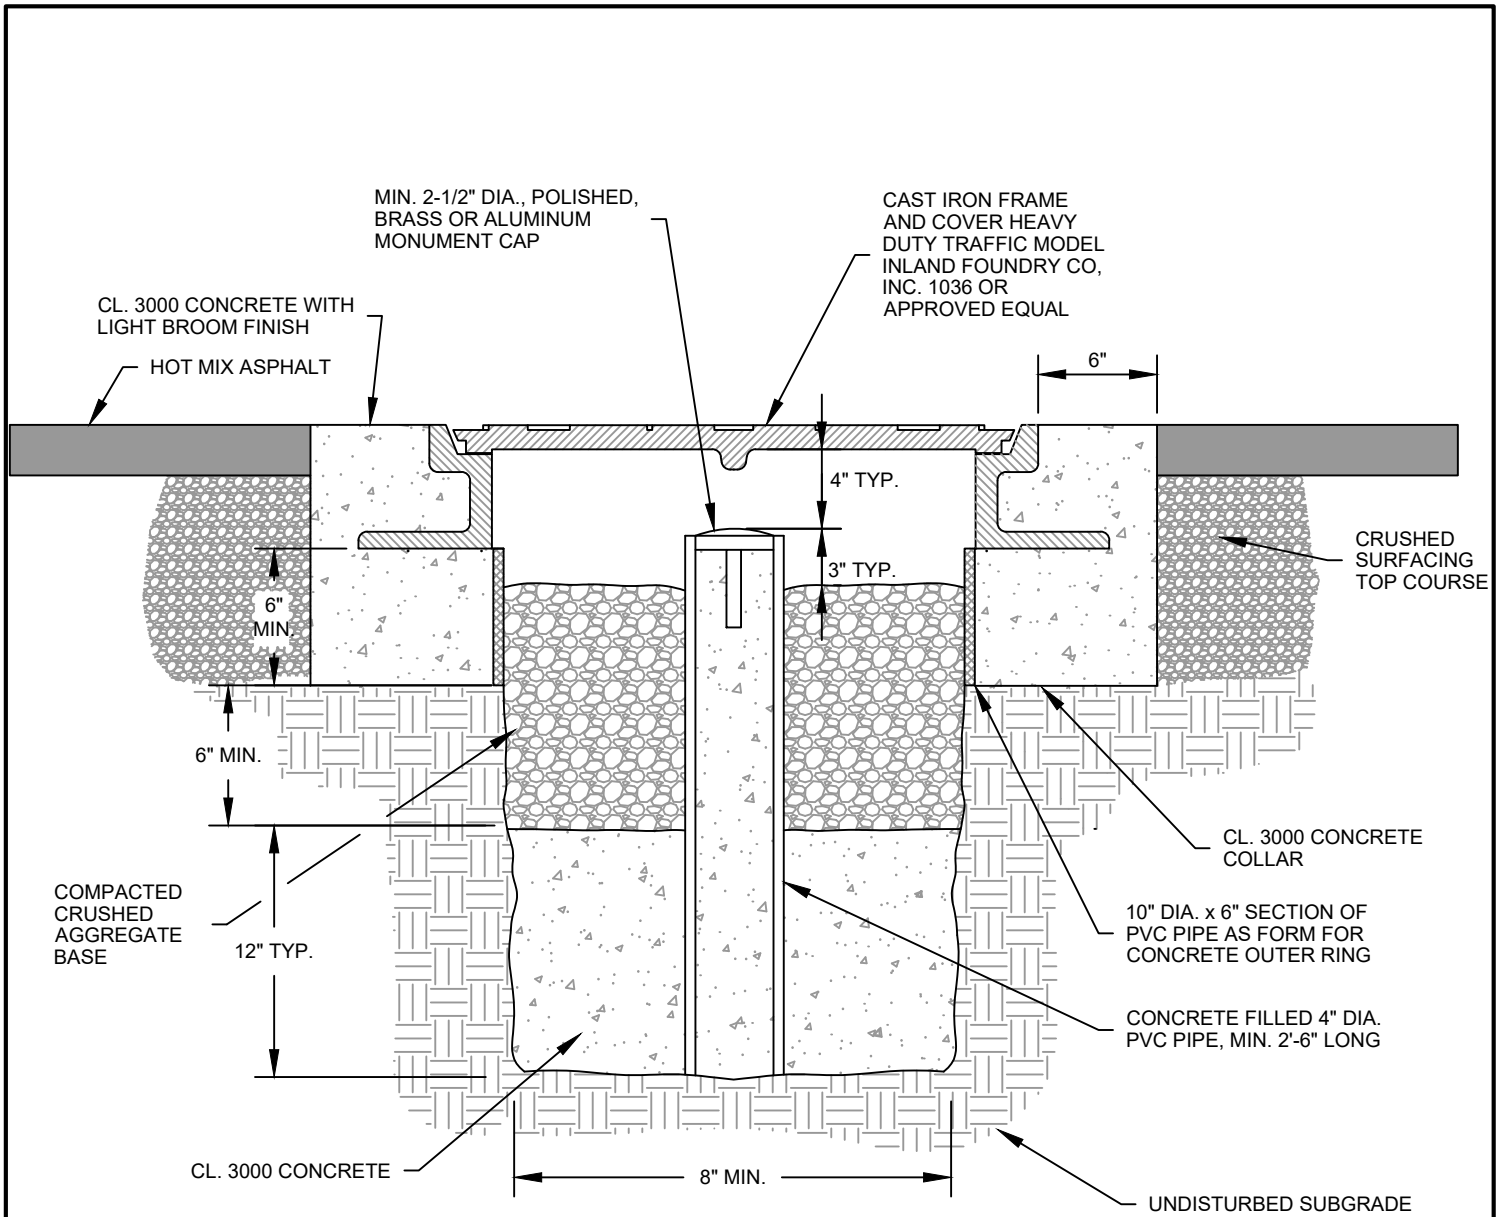 MIN. 2-1/2" DIA., POLISHED,
BRASS OR ALUMINUM
MONUMENT CAP
CAST IRON FRAME
AND COVER HEAVY
DUTY TRAFFIC MODEL
INLAND FOUNDRY CO,
INC. 1036 OR
APPROVED EQUAL
CL. 3000 CONCRETE WITH
LIGHT BROOM FINISH
HOT MIX ASPHALT
6"
4" TYP.
3" TYP.
CRUSHED
SURFACING
TOP COURSE
6"
MIN.
6" MIN.
CL. 3000 CONCRETE
COLLAR
COMPACTED
CRUSHED
AGGREGATE
BASE
12" TYP.
10" DIA. x 6" SECTION OF
PVC PIPE AS FORM FOR
CONCRETE OUTER RING
CONCRETE FILLED 4" DIA.
PVC PIPE, MIN. 2'-6" LONG
CL. 3000 CONCRETE
8" MIN.
UNDISTURBED SUBGRADE